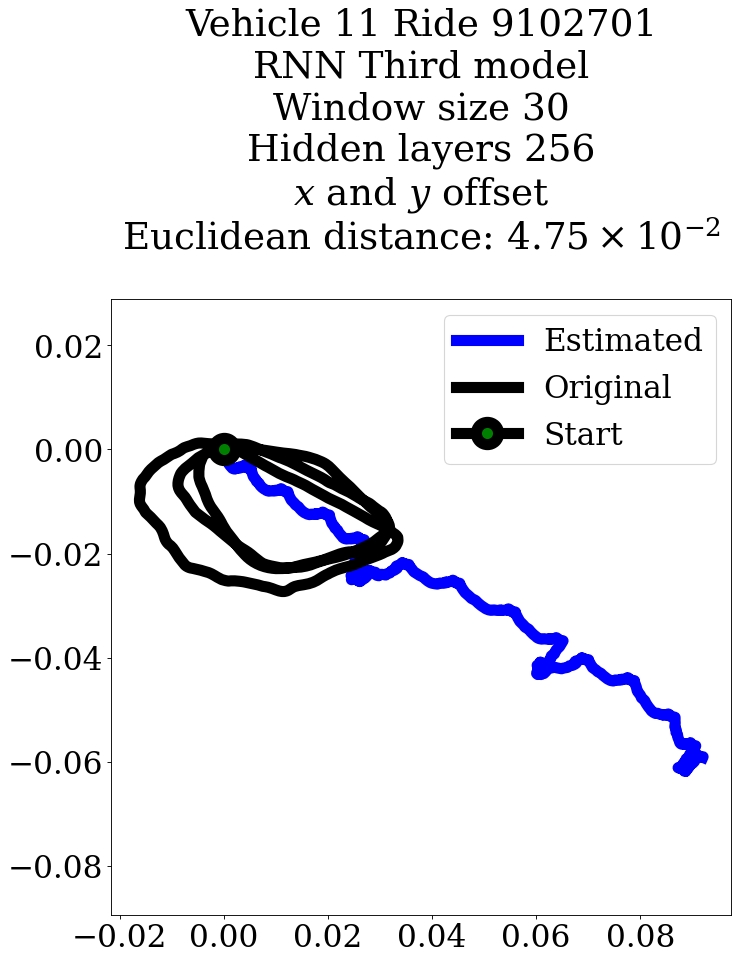 Vehicle 11 Ride 9102701
RNN Third model
Window size 30
Hidden layers 256
x and y offset
Euclidean distance: 4.75 × 10⁻²
Estimated
Original
Start
0.02
0.00
−0.02
−0.04
−0.06
−0.08
−0.02 0.00 0.02 0.04 0.06 0.08